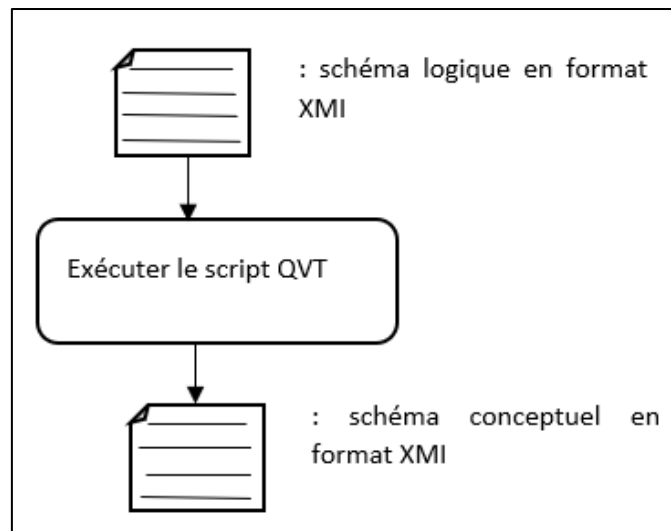 : schéma logique en format
XMI
Exécuter le script QVT
: schéma conceptuel en
format XMI